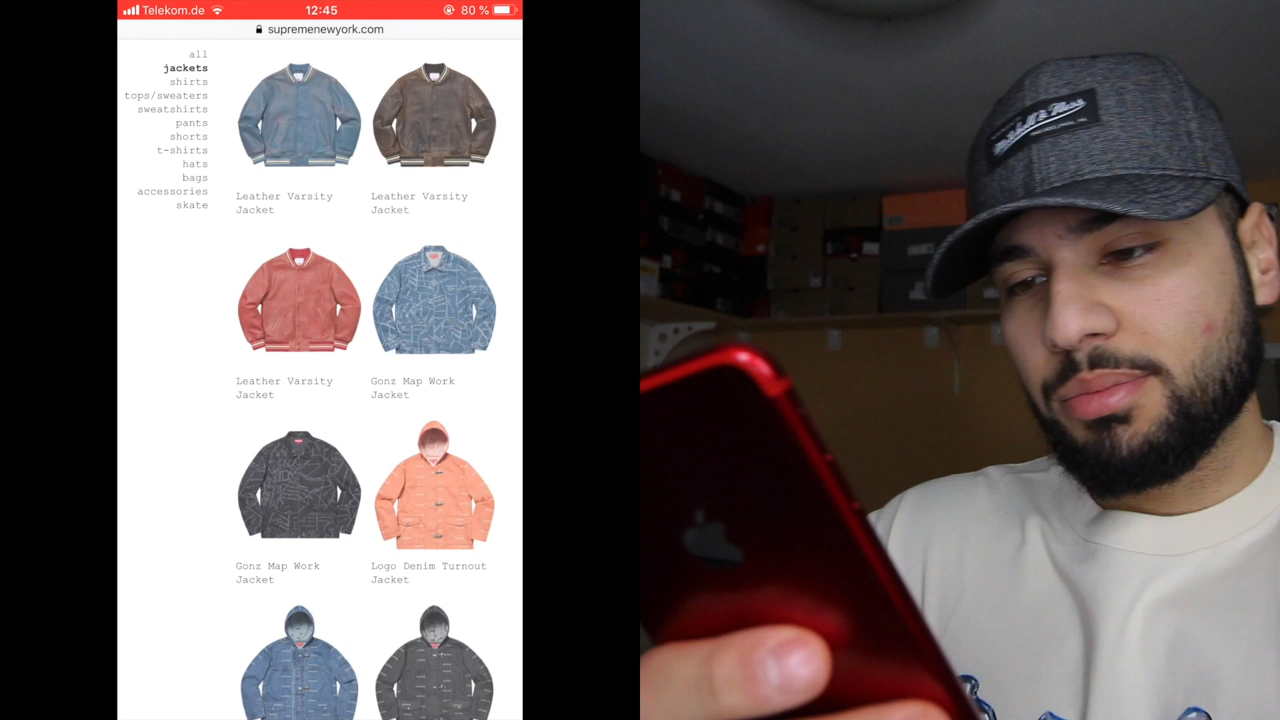 Telekom.de
12:45
80 %
supremenewyork.com
all
jackets
shirts
tops/sweaters
sweatshirts
pants
shorts
t-shirts
hats
bags
accessories
skate
Leather Varsity
Jacket
Leather Varsity
Jacket
Leather Varsity
Jacket
Gonz Map Work
Jacket
Gonz Map Work
Jacket
Logo Denim Turnout
Jacket
Mitchell & Ness